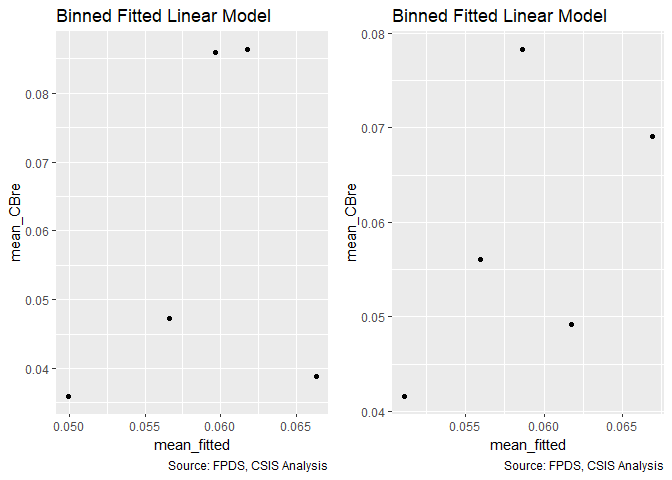 Binned Fitted Linear Model
mean_CBre
0.08
0.07
0.06
0.05
0.04
0.050
0.055
0.060
0.065
mean_fitted
Source: FPDS, CSIS Analysis
Binned Fitted Linear Model
mean_CBre
0.08
0.07
0.06
0.05
0.04
0.055
0.060
0.065
mean_fitted
Source: FPDS, CSIS Analysis